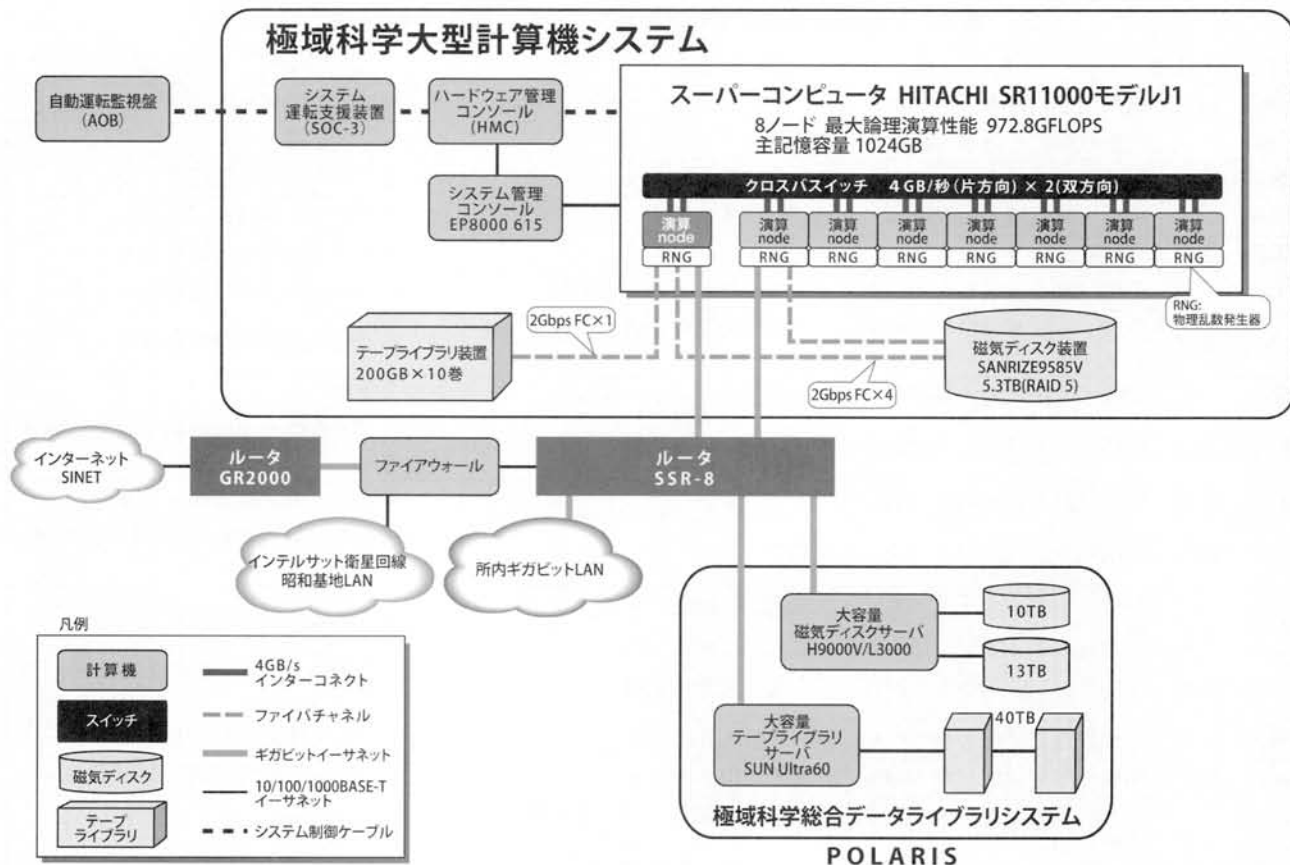 極域科学大型計算機システム
自動運転監視盤
(AOB)
システム
運転支援装置
(SOC-3)
ハードウェア管理
コンソール
(HMC)
システム管理
コンソール
EP8000 615
スーパーコンピュータ HITACHI SR11000モデルJ1
8ノード 最大論理演算性能 972.8GFLOPS
主記憶容量 1024GB
クロスバスイッチ 4GB/秒(片方向)×2(双方向)
演算
node
RNG
演算
node
RNG
演算
node
RNG
演算
node
RNG
演算
node
RNG
演算
node
RNG
演算
node
RNG
演算
node
RNG
RNG:
物理乱数発生器
2Gbps FC×1
テープライブラリ装置
200GB×10巻
2Gbps FC×4
磁気ディスク装置
SANRIZE9585V
5.3TB(RAID 5)
インターネット
SINET
ルータ
GR2000
ファイアウォール
ルータ
SSR-8
インテルサット衛星回線
昭和基地LAN
所内ギガビットLAN
大容量
磁気ディスクサーバ
H9000V/L3000
10TB
13TB
大容量
テープライブラリ
サーバ
SUN Ultra60
40TB
極域科学総合データライブラリシステム
POLARIS
凡例
計算機
スイッチ
磁気ディスク
テープ
ライブラリ
4GB/s
インターコネクト
ファイバチャネル
ギガビットイーサネット
10/100/1000BASE-T
イーサネット
システム制御ケーブル